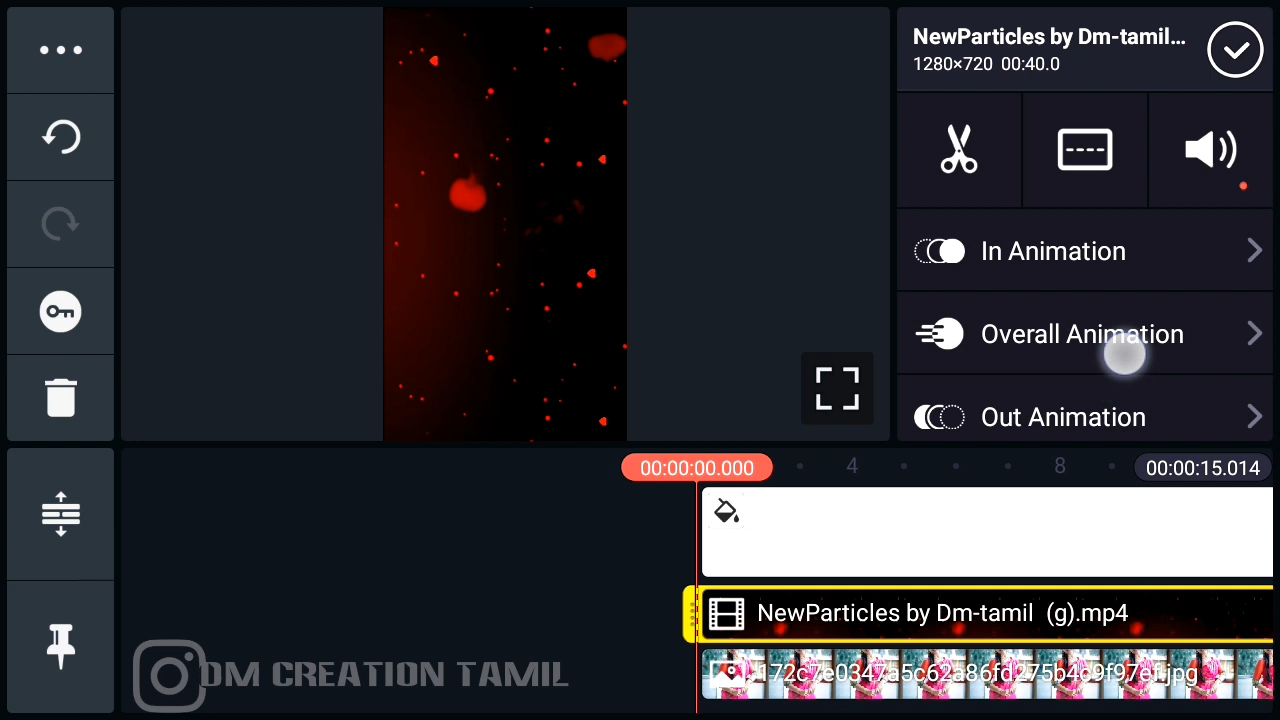 NewParticles by Dm-tamil...
1280×720 00:40.0
In Animation
Overall Animation
Out Animation
00:00:00.000
4
8
00:00:15.014
NewParticles by Dm-tamil (g).mp4
172c7e0347a5c62a86fd275b4c9f97ef.jpg
DM CREATION TAMIL